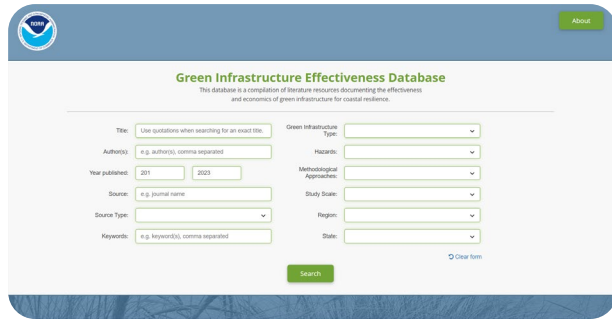 NOAA
About
Green Infrastructure Effectiveness Database
This database is a compilation of literature resources documenting the effectiveness
and economics of green infrastructure for coastal resilience.
Title: Use quotations when searching for an exact title.
Green Infrastructure
Type:
Author(s): e.g. author(s), comma separated
Hazards:
Year published: 201 2023
Methodological
Approaches:
Source: e.g. journal name
Study Scale:
Source Type:
Region:
Keywords: e.g. keyword(s), comma separated
State:
Clear form
Search